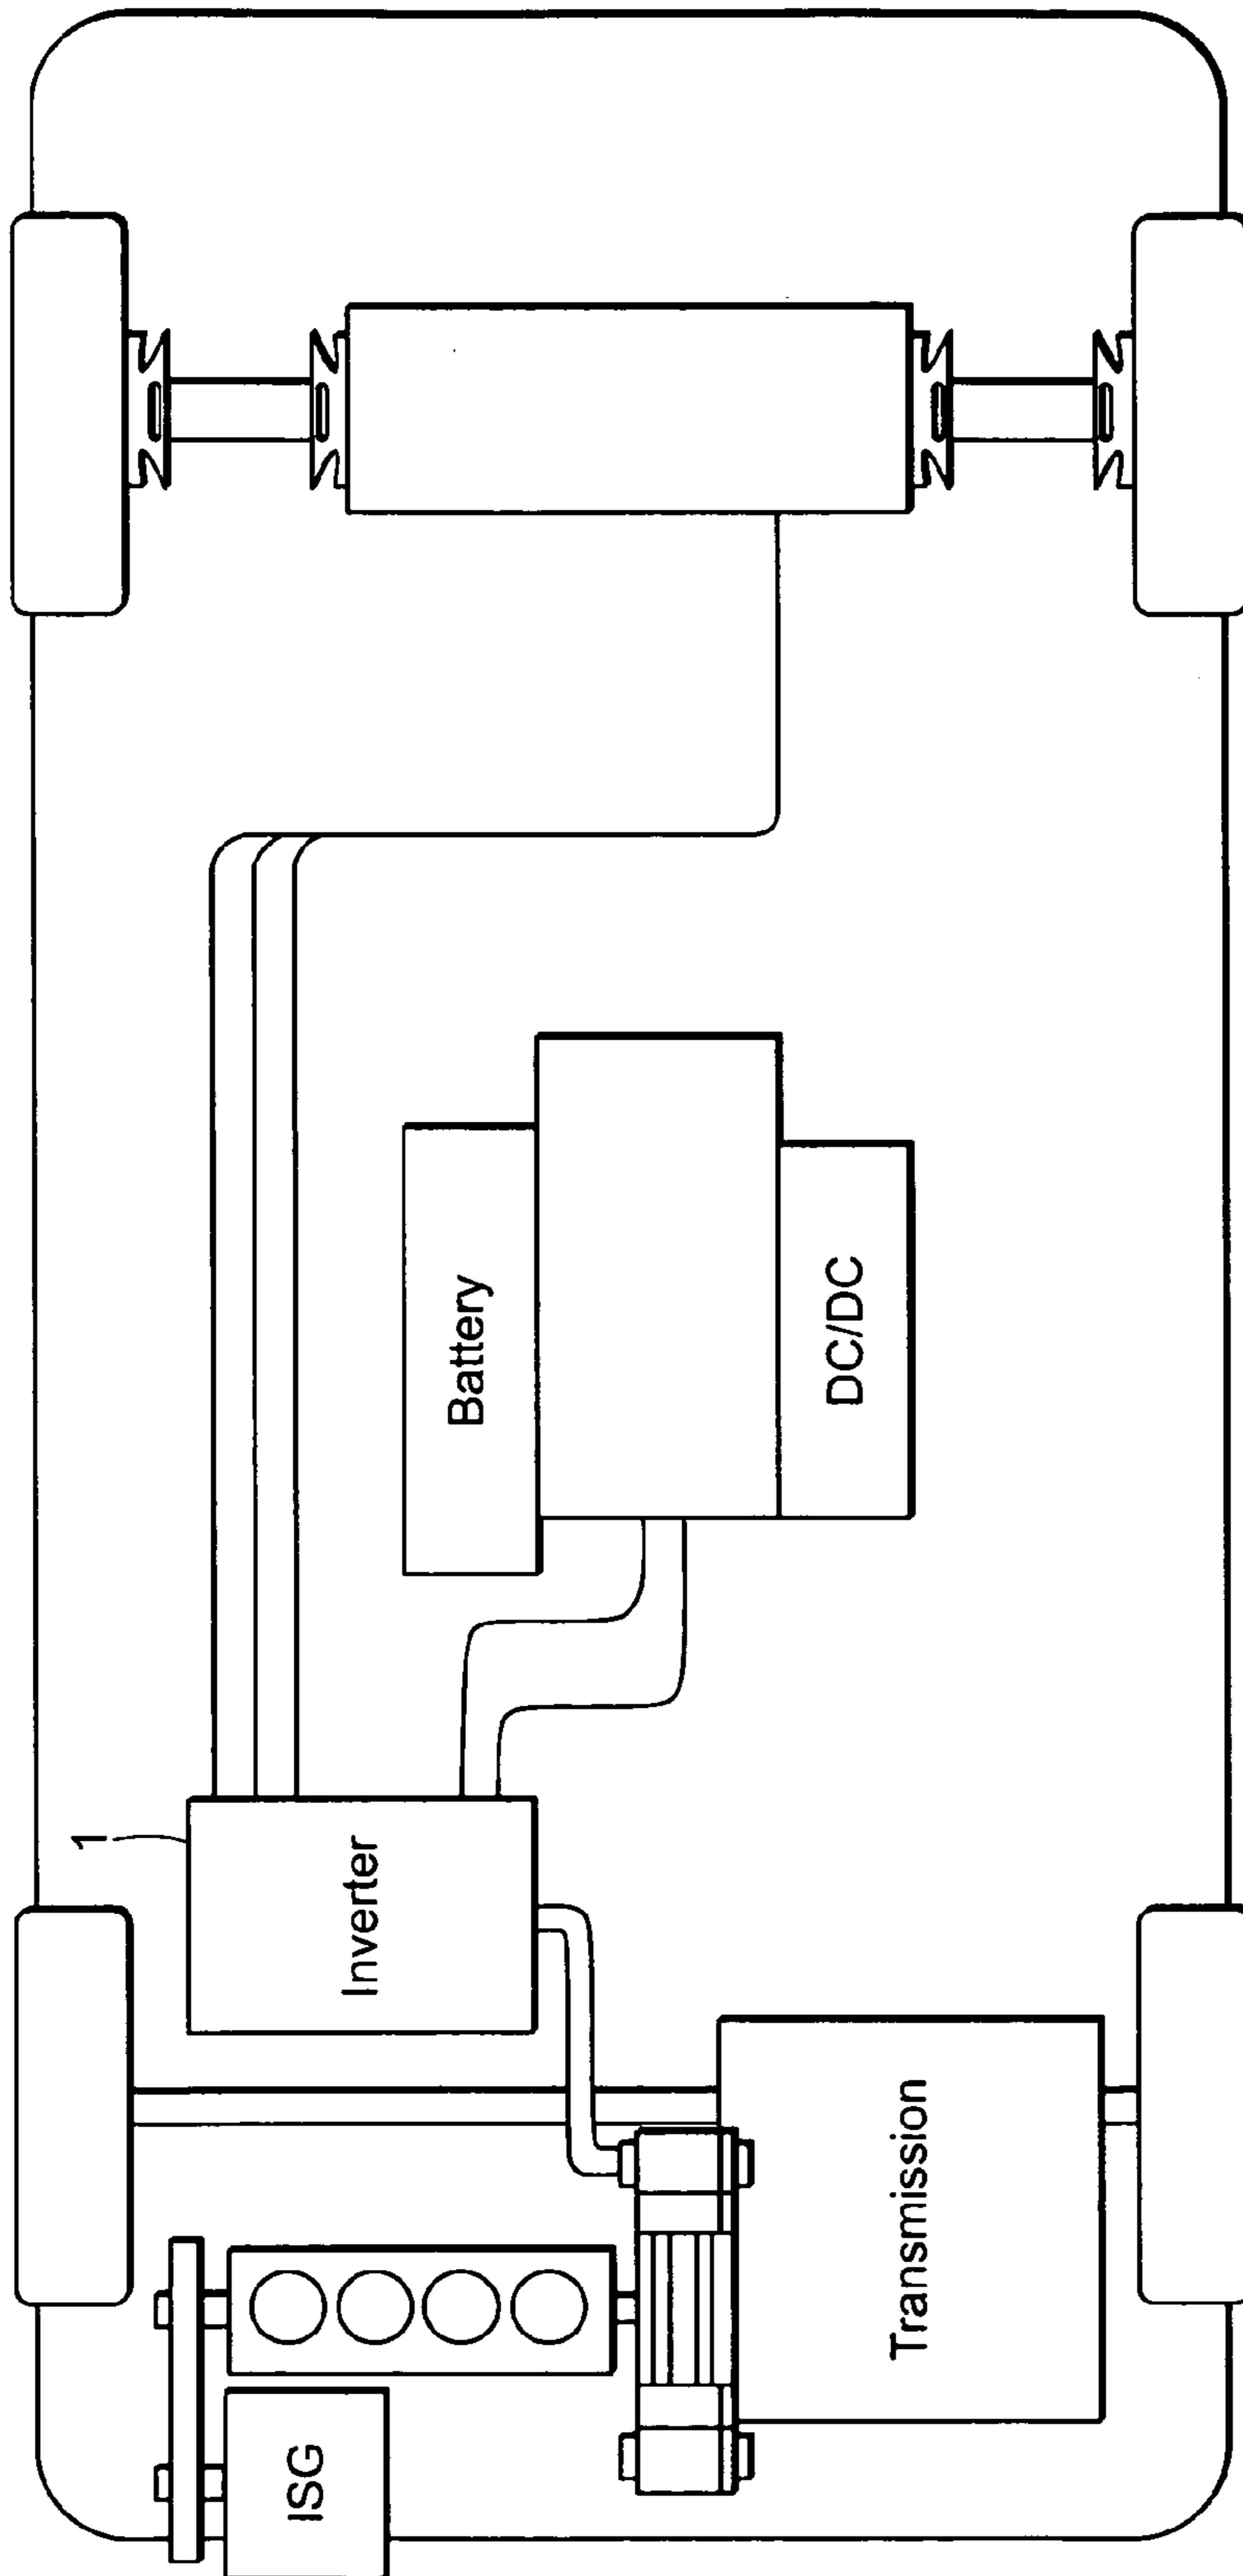 1
Battery
DC/DC
Inverter
Transmission
ISG